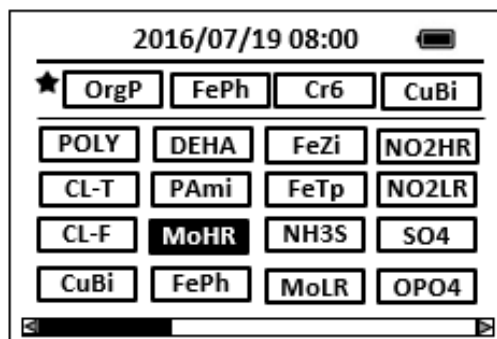 2016/07/19 08:00
OrgP FePh Cr6 CuBi
POLY DEHA FeZi NO2HR
CL-T PAmi FeTp NO2LR
CL-F MoHR NH3S SO4
CuBi FePh MoLR OPO4